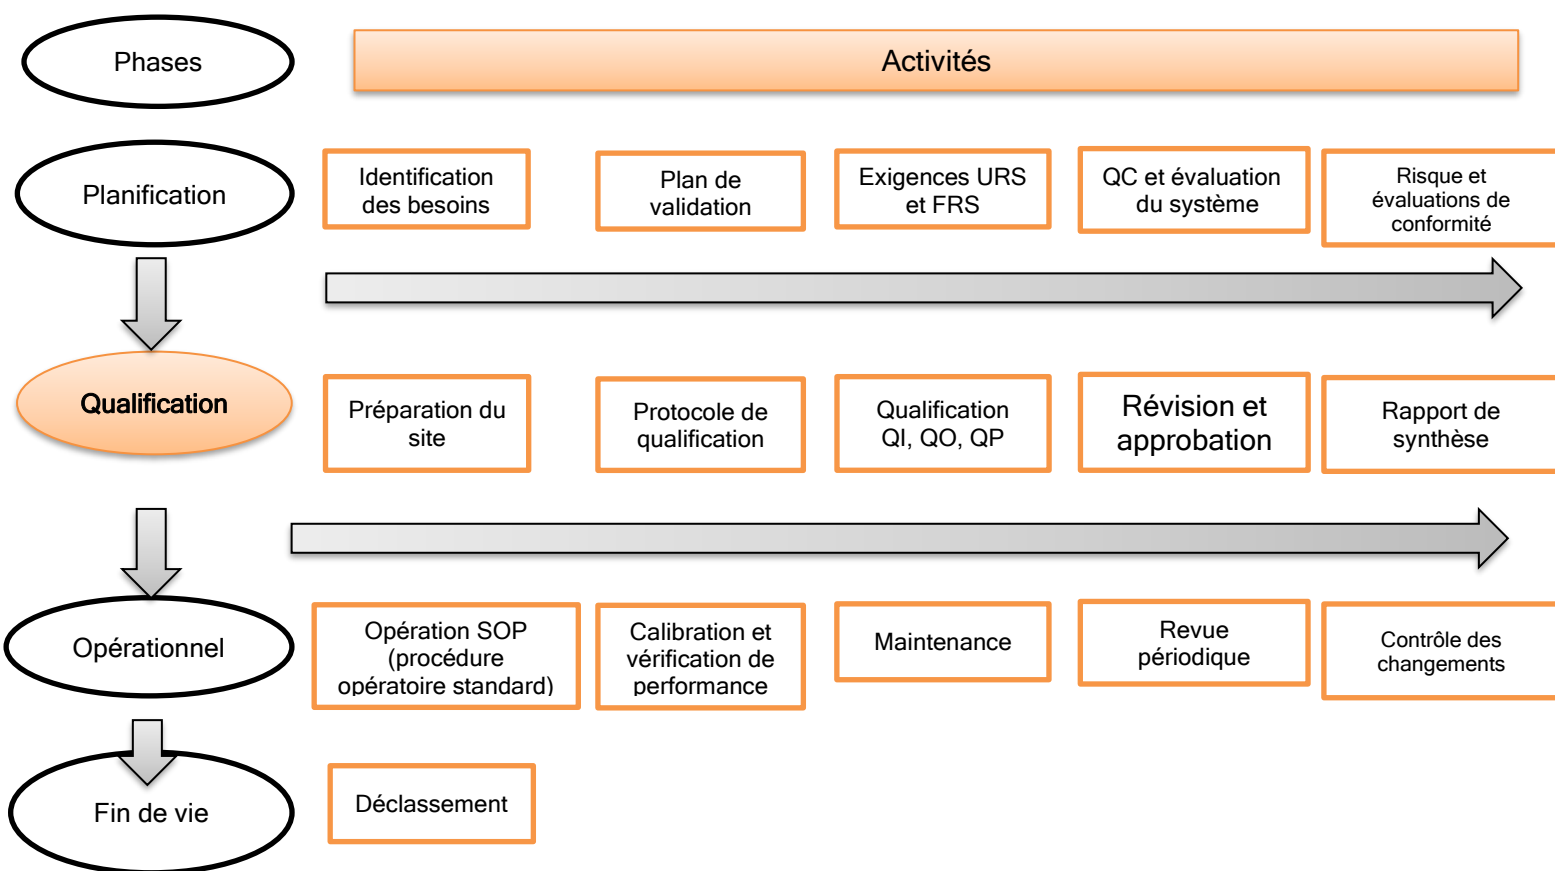 Phases
Activités
Planification
Identification
des besoins
Plan de
validation
Exigences URS
et FRS
QC et évaluation
du système
Risque et
évaluations de
conformité
Qualification
Préparation du
site
Protocole de
qualification
Qualification
QI, QO, QP
Révision et
approbation
Rapport de
synthèse
Opérationnel
Opération SOP
(procédure
opératoire standard)
Calibration et
vérification de
performance
Maintenance
Revue
périodique
Contrôle des
changements
Fin de vie
Déclassement